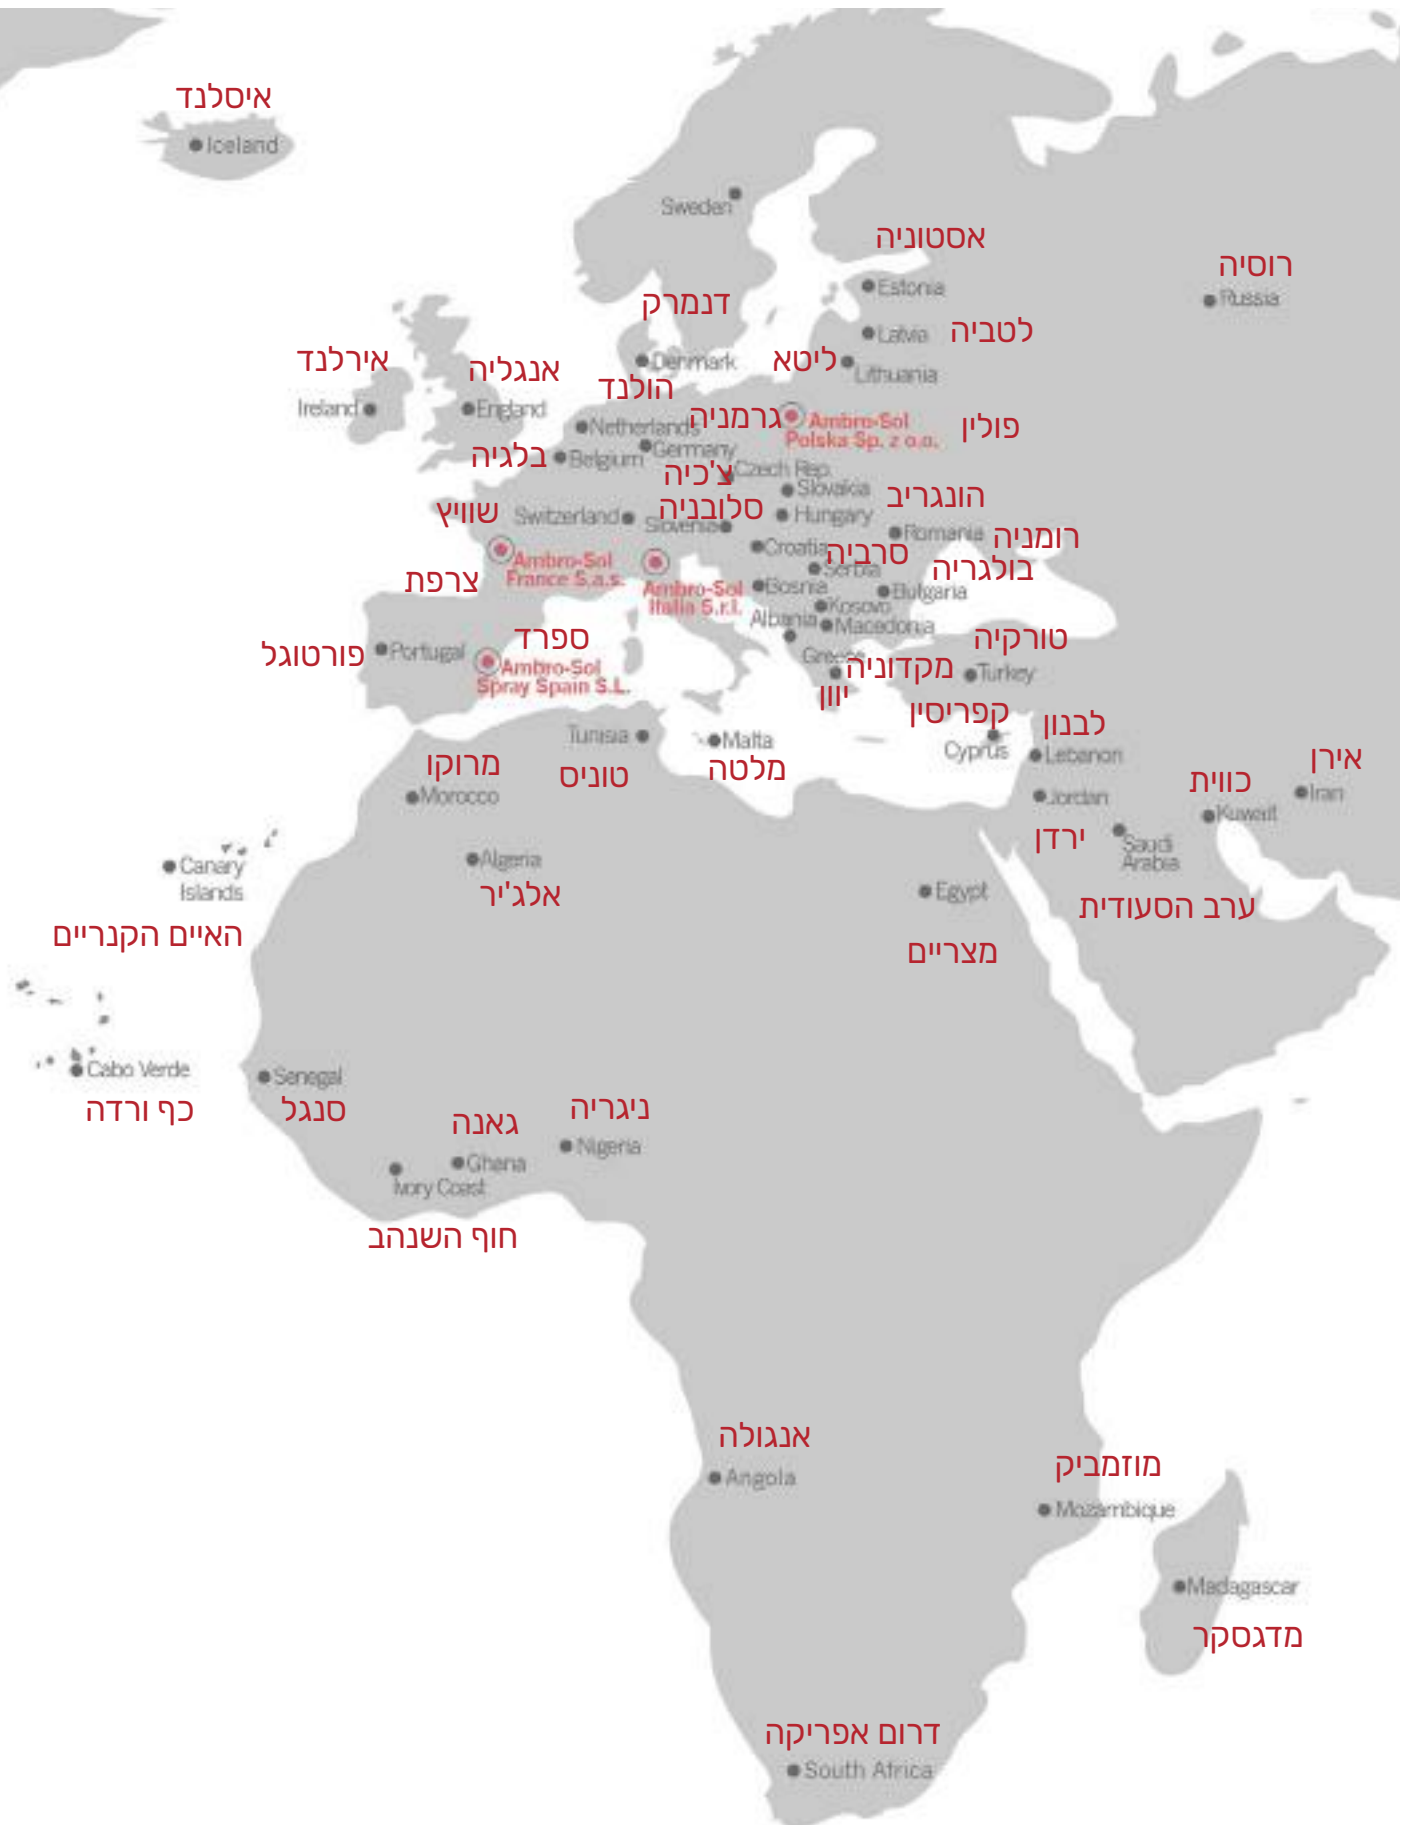 איסלנד
Iceland
Sweden
אסטוניה
Estonia
רוסיה
Russia
דנמרק
Denmark
לטביה
Latvia
ליטא
Lithuania
אירלנד
Ireland
אנגליה
England
הולנד
Netherlands
גרמניה
Germany
Ambro-Sol
Polska Sp. z o.o.
פולין
בלגיה
Belgium
צ'כיה
Czech Rep.
Slovakia
הונגריב
Hungary
שוויץ
Switzerland
סלובניה
Slovenia
Romania
רומניה
Croatia
סרביה
Serbia
בולגריה
Bulgaria
Ambro-Sol
France S.a.s.
צרפת
Ambro-Sol
Italia S.r.l.
Bosnia
Kosovo
Albania
Macedonia
מקדוניה
Greece
יוון
טורקיה
Turkey
פורטוגל
Portugal
ספרד
Ambro-Sol
Spray Spain S.L.
קפריסין
Cyprus
לבנון
Lebanon
Tunisia
טוניס
Malta
מלטה
מרוקו
Morocco
אירן
Iran
כווית
Kuwait
Jordan
ירדן
Saudi
Arabia
ערב הסעודית
Canary
Islands
האיים הקנריים
Algeria
אלג'יר
Egypt
מצריים
Cabo Verde
כף ורדה
Senegal
סנגל
גאנה
Ghana
ניגריה
Nigeria
Ivory Coast
חוף השנהב
אנגולה
Angola
מוזמביק
Mozambique
Madagascar
מדגסקר
דרום אפריקה
South Africa